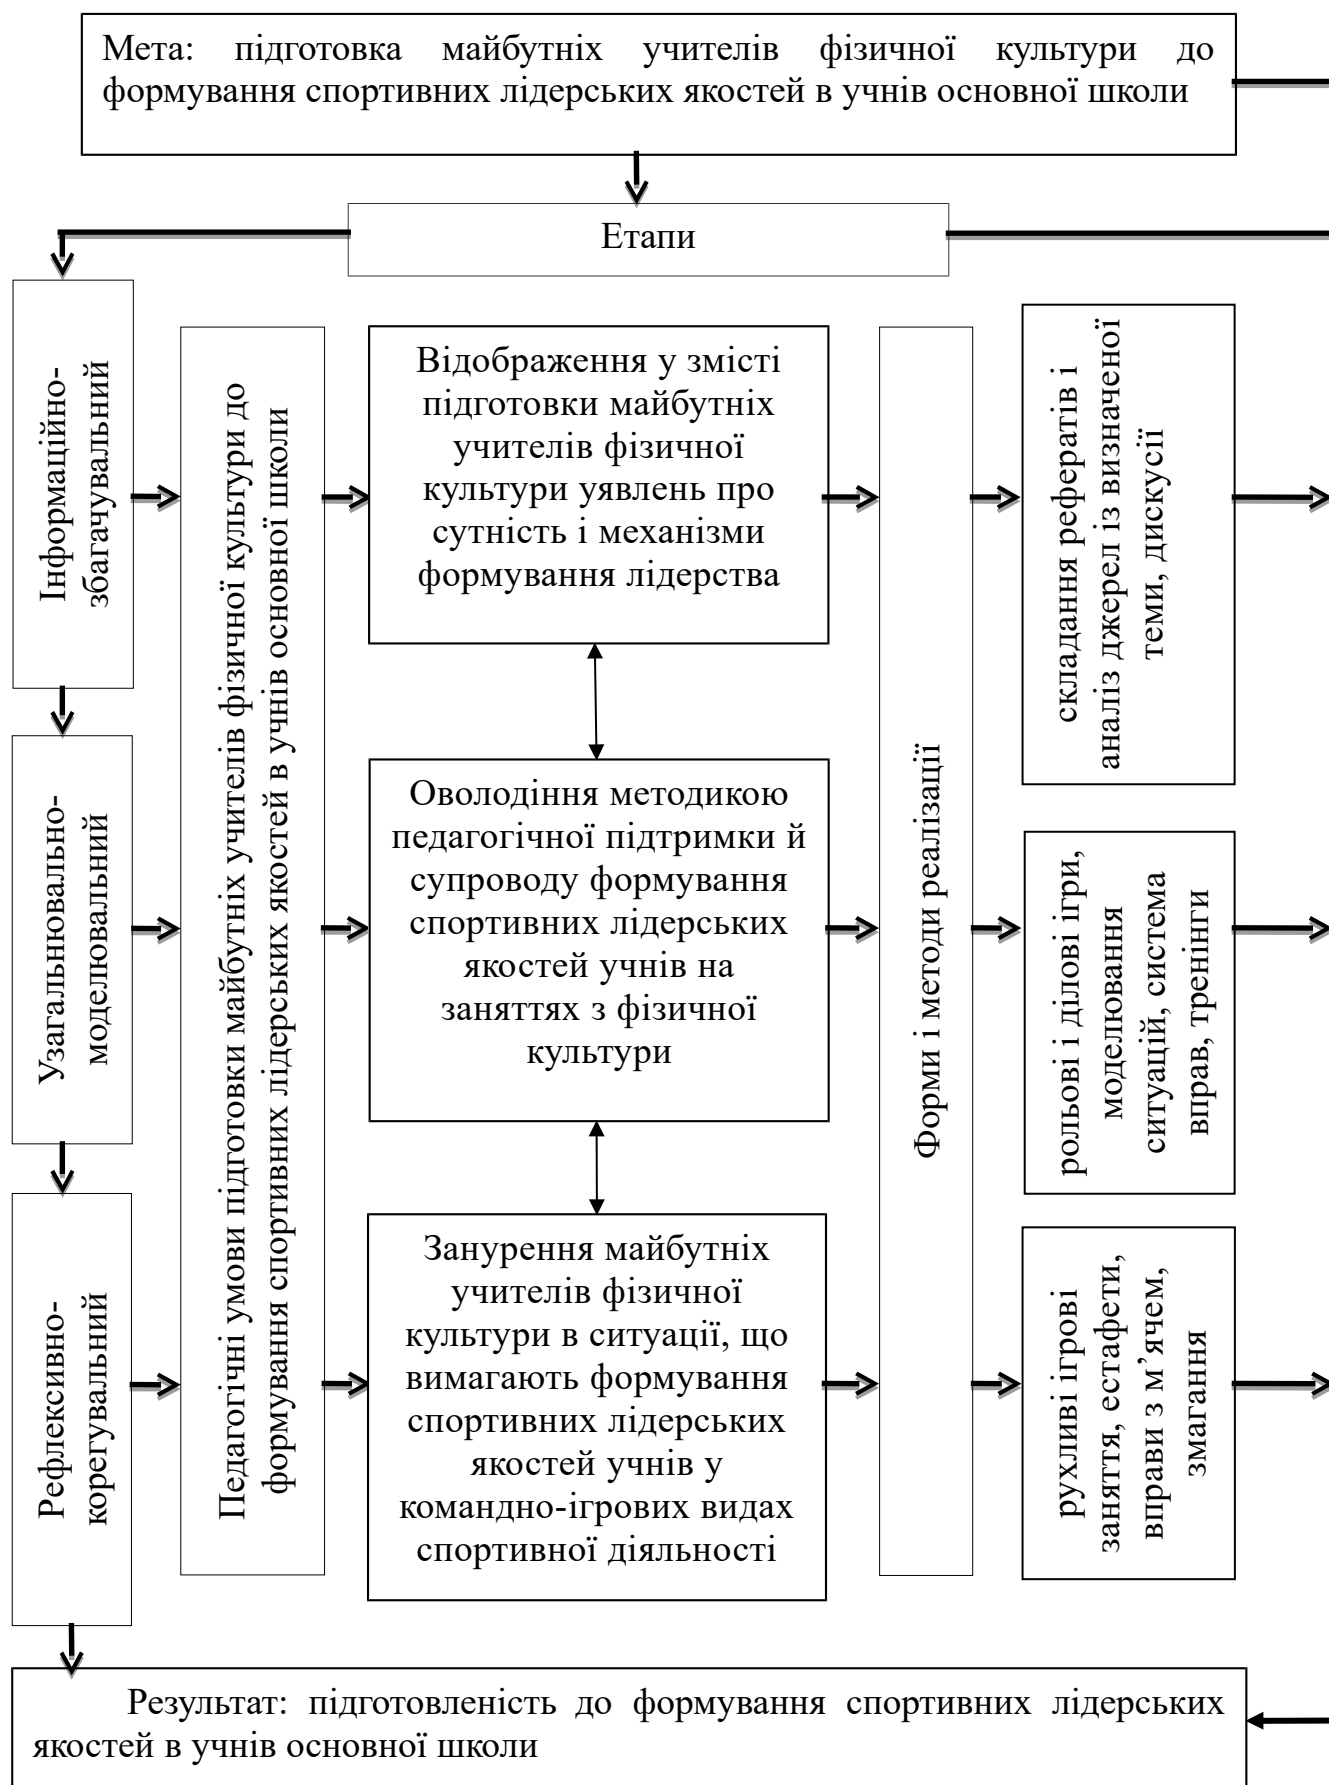 Мета: підготовка майбутніх учителів фізичної культури до
формування спортивних лідерських якостей в учнів основної школи
Етапи
Інформаційно-
збагачувальний
Узагальнювально-
моделювальний
Рефлексивно-
корегувальний
Педагогічні умови підготовки майбутніх учителів фізичної культури до
формування спортивних лідерських якостей в учнів основної школи
Відображення у змісті
підготовки майбутніх
учителів фізичної
культури уявлень про
сутність і механізми
формування лідерства
Оволодіння методикою
педагогічної підтримки й
супроводу формування
спортивних лідерських
якостей учнів на
заняттях з фізичної
культури
Занурення майбутніх
учителів фізичної
культури в ситуації, що
вимагають формування
спортивних лідерських
якостей учнів у
командно-ігрових видах
спортивної діяльності
Форми і методи реалізації
складання рефератів і
аналіз джерел із визначеної
теми, дискусії
рольові і ділові ігри,
моделювання
ситуацій, система
вправ, тренінги
рухливі ігрові
заняття, естафети,
вправи з м’ячем,
змагання
Результат: підготовленість до формування спортивних лідерських
якостей в учнів основної школи